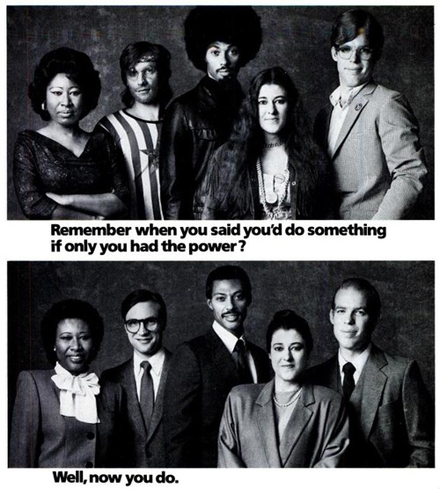 Remember when you said you'd do something
if only you had the power?
Well, now you do.